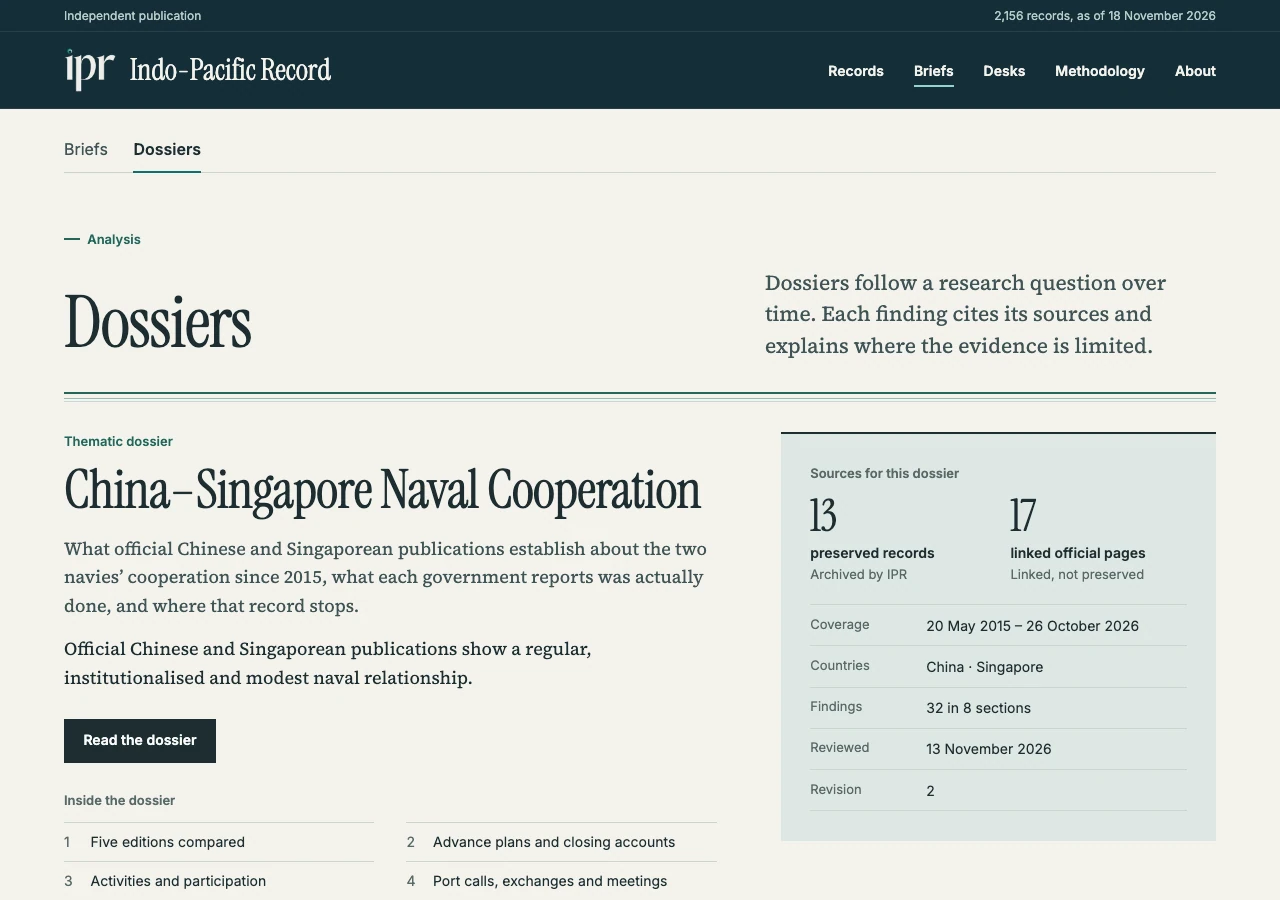 Independent publication
2,156 records, as of 18 November 2026
ipr Indo-Pacific Record
Records Briefs Desks Methodology About
Briefs Dossiers
— Analysis
Dossiers
Dossiers follow a research question over
time. Each finding cites its sources and
explains where the evidence is limited.
Thematic dossier
China–Singapore Naval Cooperation
What official Chinese and Singaporean publications establish about the two
navies’ cooperation since 2015, what each government reports was actually
done, and where that record stops.
Official Chinese and Singaporean publications show a regular,
institutionalised and modest naval relationship.
Read the dossier
Inside the dossier
1 Five editions compared
2 Advance plans and closing accounts
3 Activities and participation
4 Port calls, exchanges and meetings
Sources for this dossier
13
preserved records
Archived by IPR
17
linked official pages
Linked, not preserved
Coverage 20 May 2015 – 26 October 2026
Countries China · Singapore
Findings 32 in 8 sections
Reviewed 13 November 2026
Revision 2